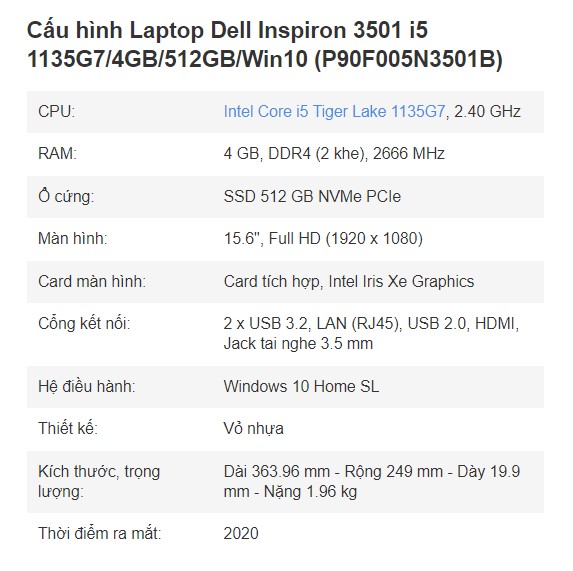 Cấu hình Laptop Dell Inspiron 3501 i5
1135G7/4GB/512GB/Win10 (P90F005N3501B)
CPU: Intel Core i5 Tiger Lake 1135G7, 2.40 GHz
RAM: 4 GB, DDR4 (2 khe), 2666 MHz
Ổ cứng: SSD 512 GB NVMe PCIe
Màn hình: 15.6", Full HD (1920 x 1080)
Card màn hình: Card tích hợp, Intel Iris Xe Graphics
Cổng kết nối: 2 x USB 3.2, LAN (RJ45), USB 2.0, HDMI,
Jack tai nghe 3.5 mm
Hệ điều hành: Windows 10 Home SL
Thiết kế: Vỏ nhựa
Kích thước, trọng Dài 363.96 mm - Rộng 249 mm - Dày 19.9
lượng: mm - Nặng 1.96 kg
Thời điểm ra mắt: 2020